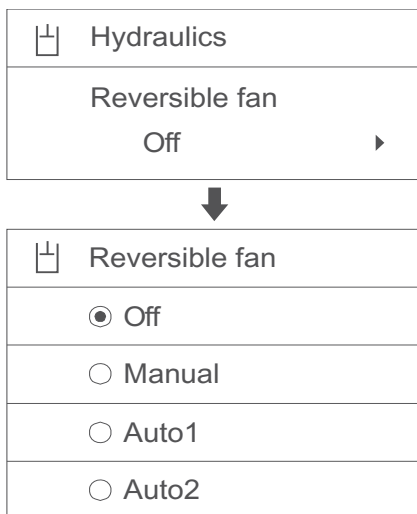 Hydraulics
Reversible fan
Off
Reversible fan
Off
Manual
Auto1
Auto2